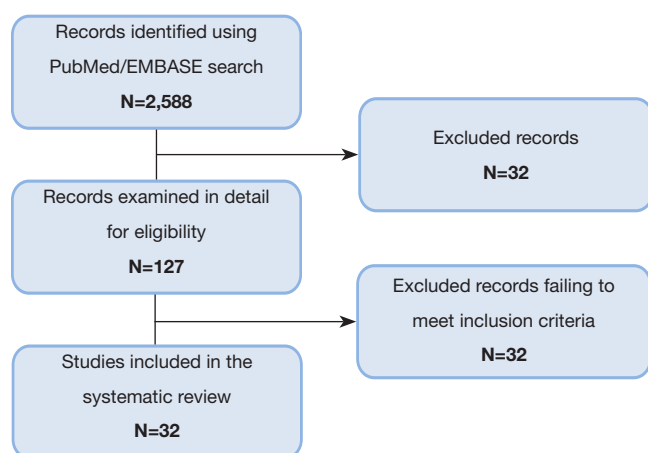 Records identified using
PubMed/EMBASE search
N=2,588
Excluded records
N=32
Records examined in detail
for eligibility
N=127
Excluded records failing to
meet inclusion criteria
N=32
Studies included in the
systematic review
N=32